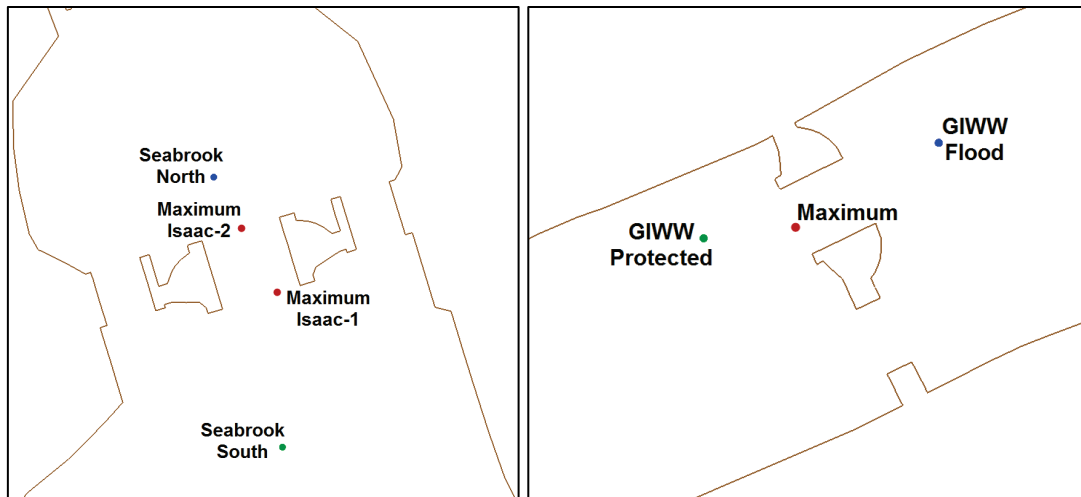 Seabrook
North
Maximum
Isaac-2
Maximum
Isaac-1
Seabrook
South
GIWW
Flood
Maximum
GIWW
Protected